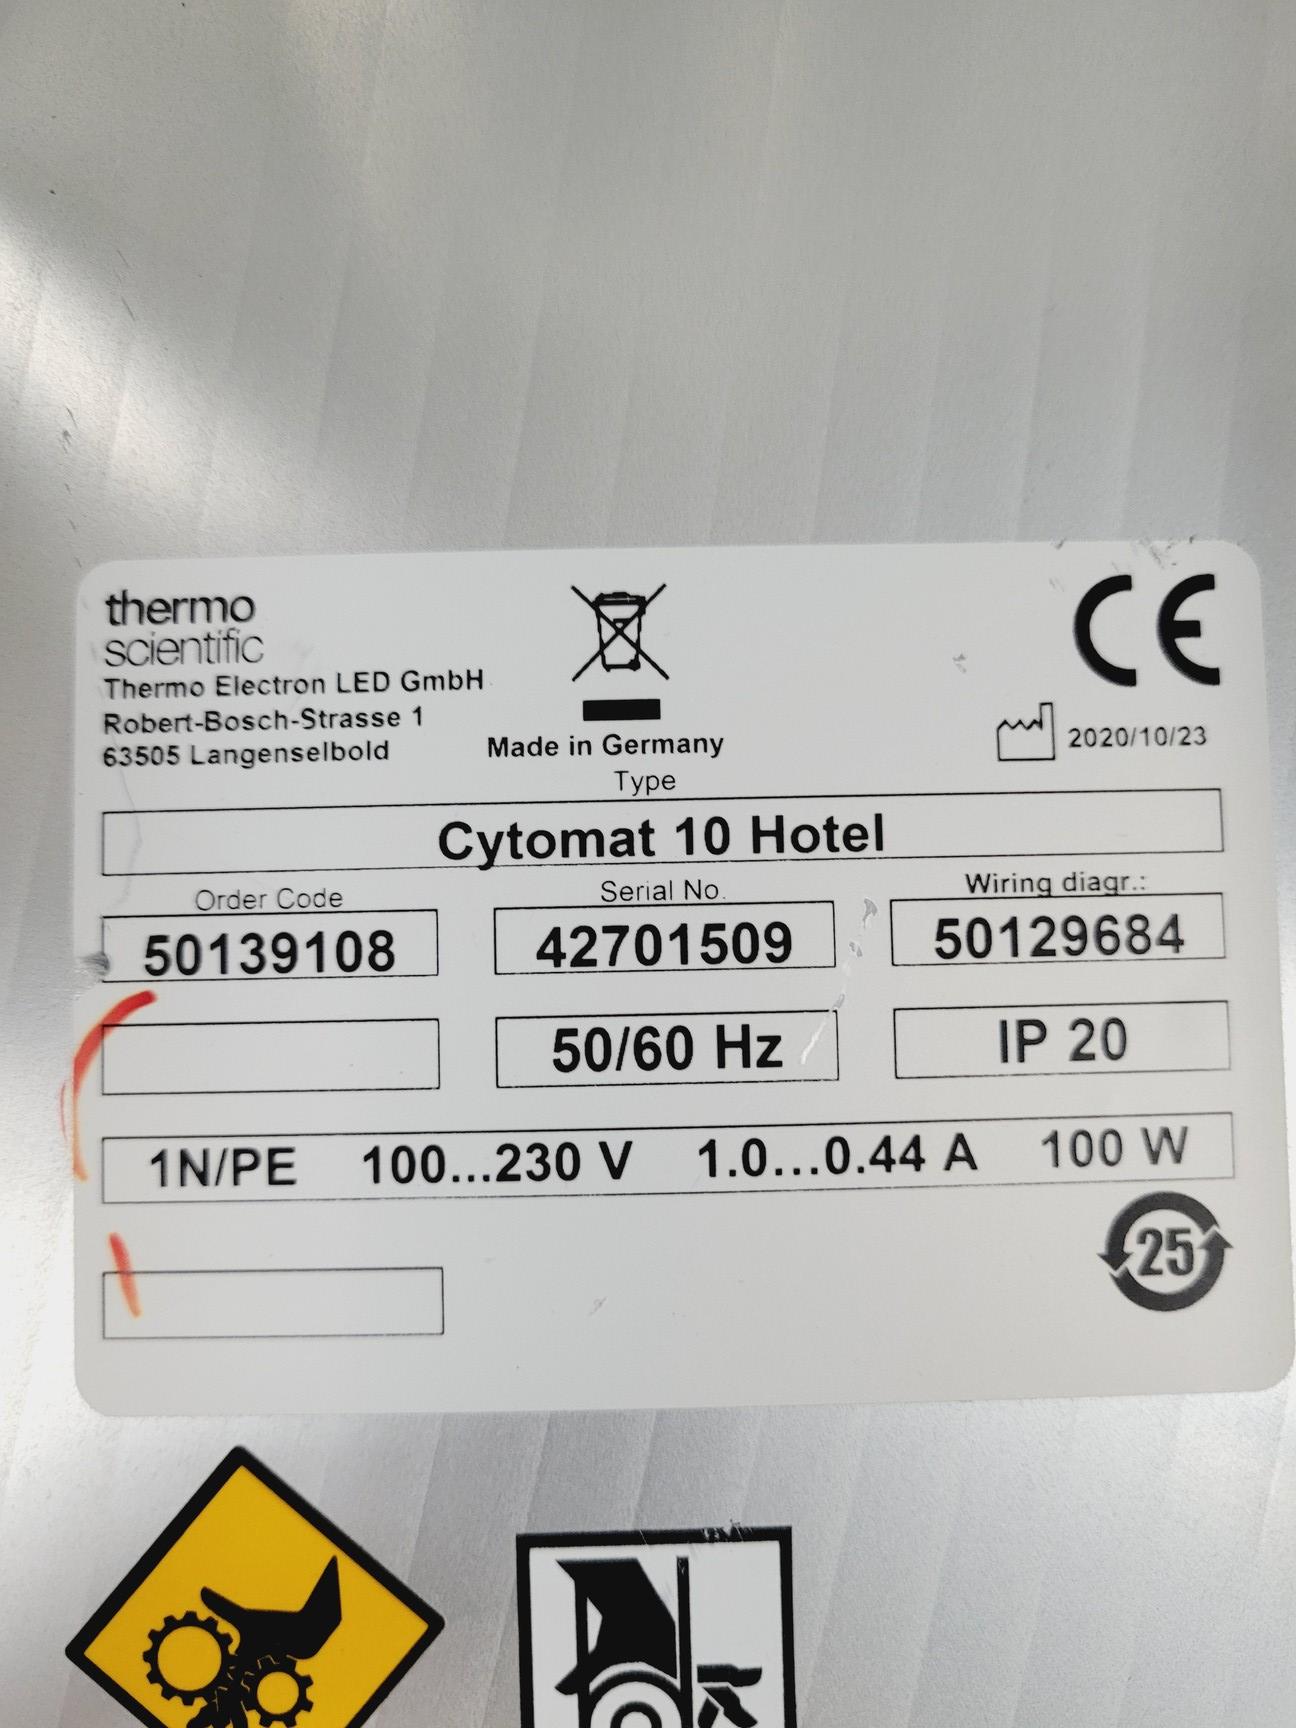 thermo
scientific
Thermo Electron LED GmbH
Robert-Bosch-Strasse 1
63505 Langenselbold
Made in Germany
2020/10/23
CE
Type
Cytomat 10 Hotel
Order Code
Serial No.
Wiring diagr.:
50139108
42701509
50129684
50/60 Hz
IP 20
1N/PE 100...230 V 1.0...0.44 A 100 W
25